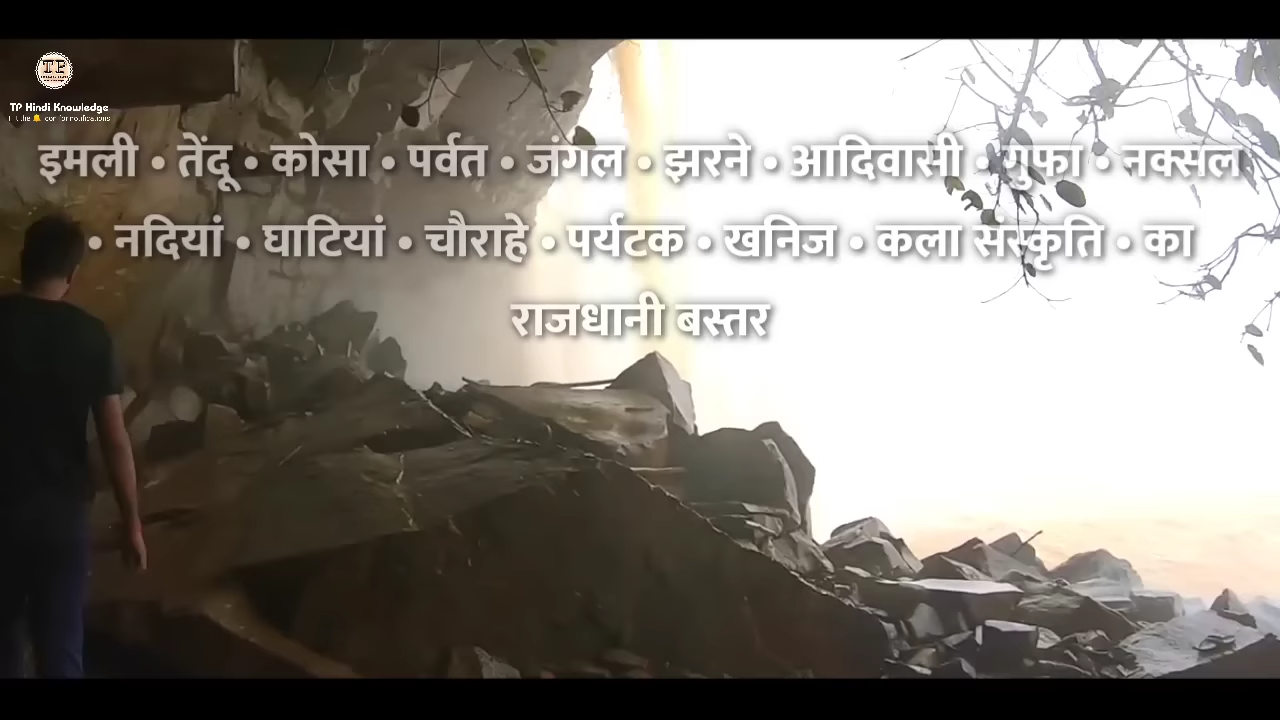 TP Hindi Knowledge
इमली • तेंदू • कोसा • पर्वत • जंगल • झरने • आदिवासी • गुफा • नक्सल
• नदियां • घाटियां • चौराहे • पर्यटक • खनिज • कला संस्कृति • का
राजधानी बस्तर